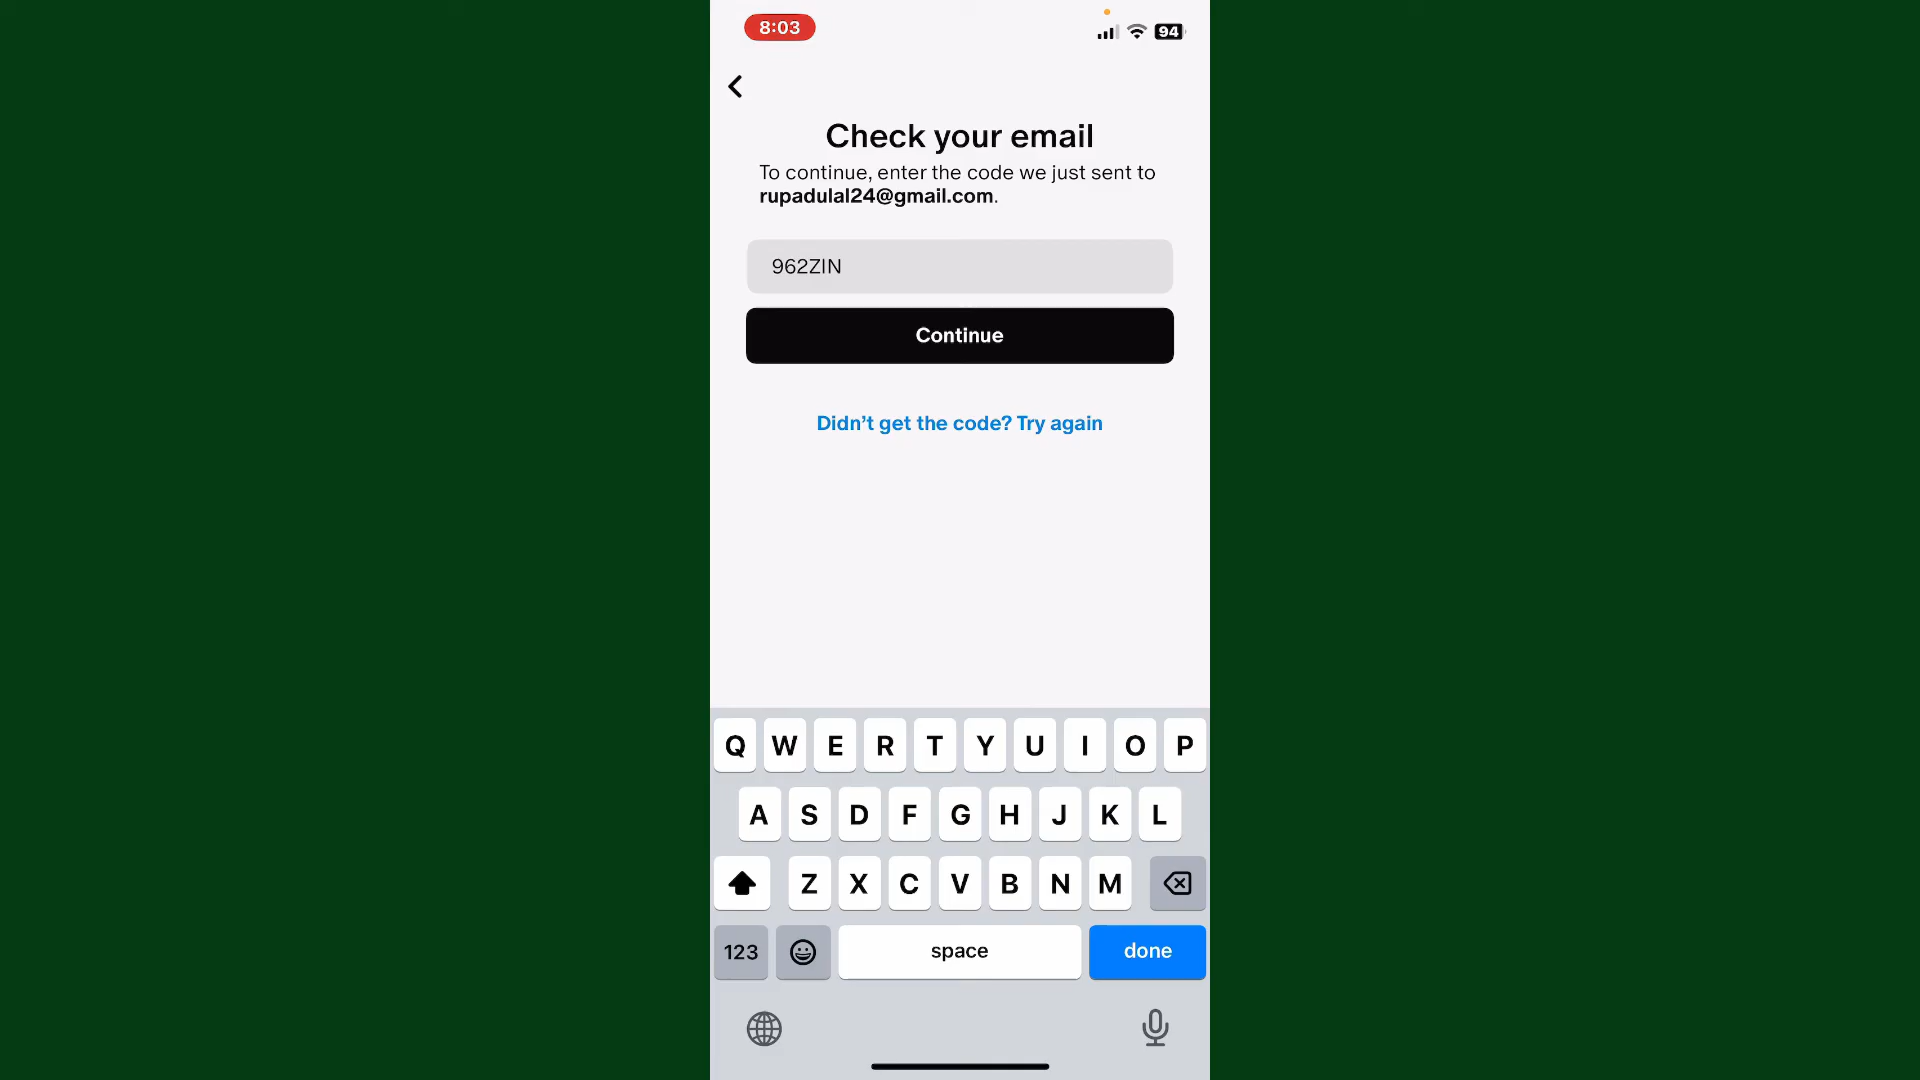 8:03
94
Check your email
To continue, enter the code we just sent to
rupadulal24@gmail.com.
962ZIN
Continue
Didn’t get the code? Try again
Q W E R T Y U I O P
A S D F G H J K L
Z X C V B N M
123 space done